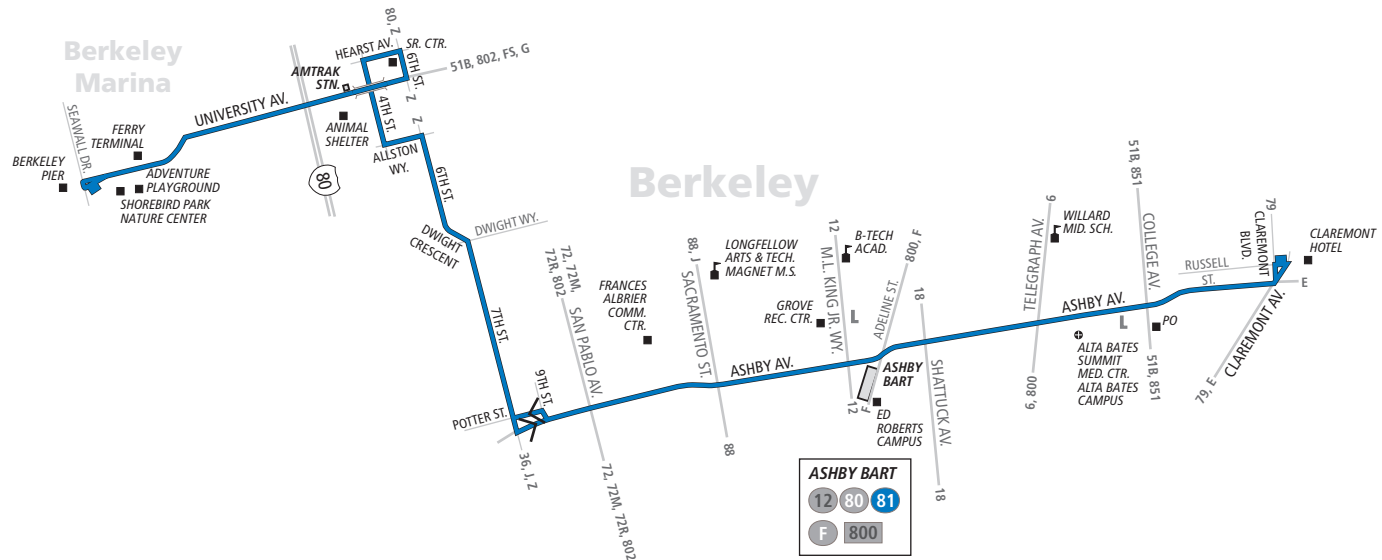 Berkeley
Marina
SEAWALL DR.
BERKELEY
PIER
FERRY
TERMINAL
ADVENTURE
PLAYGROUND
SHOREBIRD PARK
NATURE CENTER
UNIVERSITY AV.
80
AMTRAK
STN.
ANIMAL
SHELTER
HEARST AV.
80, Z
SR. CTR.
6TH ST.
51B, 802, FS, G
Z
Z
4TH ST.
ALLSTON
WY.
6TH ST.
DWIGHT
CRESCENT
DWIGHT WY.
7TH ST.
POTTER ST.
9TH ST.
36, J, Z
Berkeley
72, 72M,
72R, 802
SAN PABLO AV.
72, 72M, 72R, 802
FRANCES
ALBRIER
COMM.
CTR.
88, J
SACRAMENTO ST.
88
LONGFELLOW
ARTS & TECH.
MAGNET M.S.
ASHBY AV.
GROVE
REC. CTR.
L
12
M.L. KING JR. WY.
12
B-TECH
ACAD.
800, F
ADELINE ST.
F
ASHBY
BART
ED
ROBERTS
CAMPUS
18
SHATTUCK AV.
18
6
TELEGRAPH AV.
6, 800
WILLARD
MID. SCH.
ASHBY AV.
ALTA BATES
SUMMIT
MED. CTR.
ALTA BATES
CAMPUS
L
PO
51B, 851
COLLEGE AV.
51B, 851
RUSSELL
ST.
79
CLAREMONT
BLVD.
CLAREMONT
HOTEL
E
CLAREMONT AV.
79, E
ASHBY BART
12 80 81
F 800